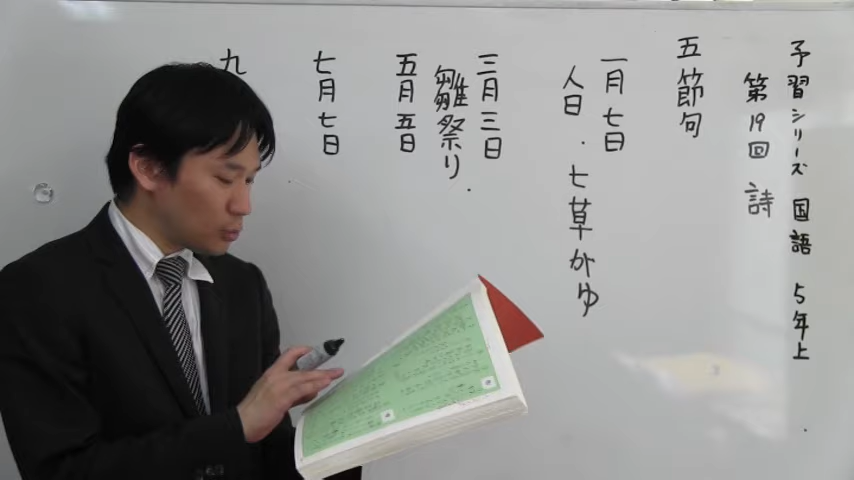 予習シリーズ 国語 5年上
第19回 詩
五節句
一月七日
人日・七草がゆ
三月三日
雛祭り
五月五日
七月七日
九